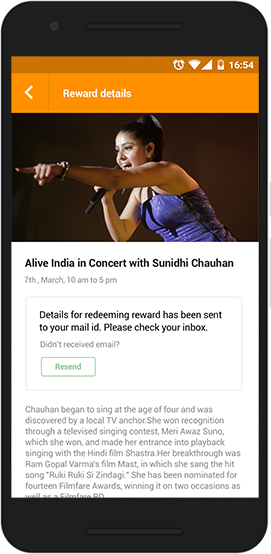 16:54
Reward details
Alive India in Concert with Sunidhi Chauhan
7th , March, 10 am to 5 pm
Details for redeeming reward has been sent
to your mail id. Please check your inbox.
Didn't received email?
Resend
Chauhan began to sing at the age of four and was
discovered by a local TV anchor.She won recognition
through a televised singing contest, Meri Awaz Suno,
which she won, and made her entrance into playback
singing with the Hindi film Shastra.Her breakthrough was
Ram Gopal Varma's film Mast, in which she sang the hit
song "Ruki Ruki Si Zindagi." She has been nominated for
fourteen Filmfare Awards, winning it on two occasions as
well as a Filmfare RD